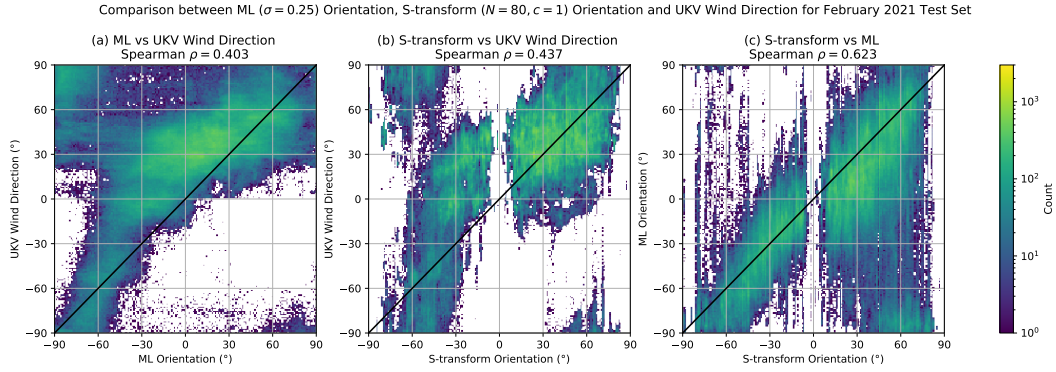 Comparison between ML (σ = 0.25) Orientation, S-transform (N = 80, c = 1) Orientation and UKV Wind Direction for February 2021 Test Set
(a) ML vs UKV Wind Direction
Spearman ρ = 0.403
90
60
30
0
−30
−60
−90
UKV Wind Direction (°)
−90 −60 −30 0 30 60 90
ML Orientation (°)
(b) S-transform vs UKV Wind Direction
Spearman ρ = 0.437
90
60
30
0
−30
−60
−90
UKV Wind Direction (°)
−90 −60 −30 0 30 60 90
S-transform Orientation (°)
(c) S-transform vs ML
Spearman ρ = 0.623
90
60
30
0
−30
−60
−90
ML Orientation (°)
−90 −60 −30 0 30 60 90
S-transform Orientation (°)
10³
10²
10¹
10⁰
Count